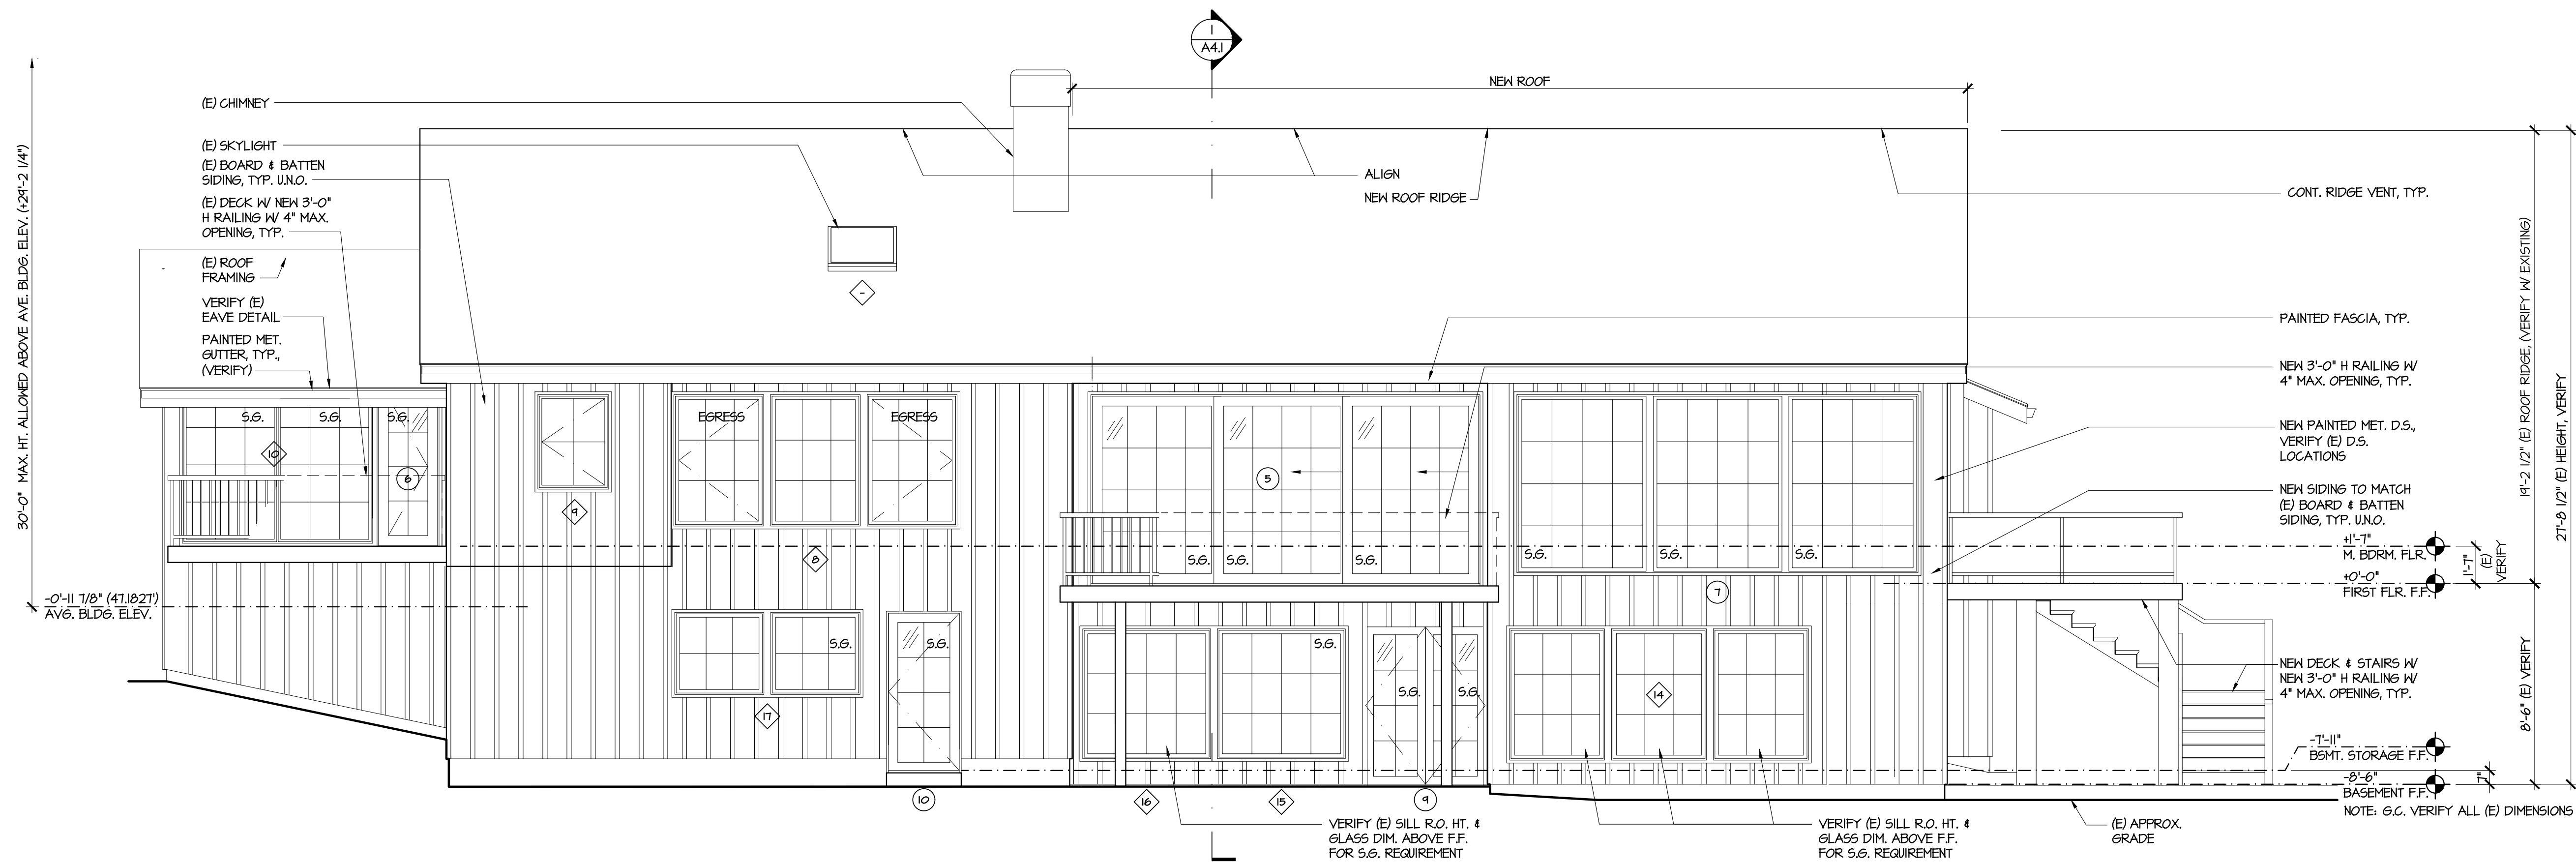 1
A4.1
NEW ROOF
(E) CHIMNEY
(E) SKYLIGHT
(E) BOARD & BATTEN
SIDING, TYP. U.N.O.
(E) DECK W/ NEW 3'-0"
H RAILING W/ 4" MAX.
OPENING, TYP.
(E) ROOF
FRAMING
VERIFY (E)
EAVE DETAIL
PAINTED MET.
GUTTER, TYP.,
(VERIFY)
30'-0" MAX. HT. ALLOWED ABOVE AVE. BLDG. ELEV. (+29'-2 1/4")
-0'-11 7/8" (47.1827')
AVG. BLDG. ELEV.
ALIGN
NEW ROOF RIDGE
-
CONT. RIDGE VENT, TYP.
PAINTED FASCIA, TYP.
NEW 3'-0" H RAILING W/
4" MAX. OPENING, TYP.
NEW PAINTED MET. D.S.,
VERIFY (E) D.S.
LOCATIONS
NEW SIDING TO MATCH
(E) BOARD & BATTEN
SIDING, TYP. U.N.O.
+1'-7"
M. BDRM. FLR.
+0'-0"
FIRST FLR. F.F.
NEW DECK & STAIRS W/
NEW 3'-0" H RAILING W/
4" MAX. OPENING, TYP.
-7'-11"
BSMT. STORAGE F.F.
-8'-6"
BASEMENT F.F.
NOTE: G.C. VERIFY ALL (E) DIMENSIONS
19'-2 1/2" (E) ROOF RIDGE, (VERIFY W/ EXISTING)
27'-8 1/2" (E) HEIGHT, VERIFY
1'-7"
(E)
VERIFY
8'-6" (E) VERIFY
7"
S.G.
S.G.
S.G.
10
6
9
EGRESS
EGRESS
8
5
S.G.
S.G.
S.G.
S.G.
S.G.
S.G.
7
S.G.
S.G.
S.G.
S.G.
S.G.
17
14
10
16
15
9
VERIFY (E) SILL R.O. HT. &
GLASS DIM. ABOVE F.F.
FOR S.G. REQUIREMENT
VERIFY (E) SILL R.O. HT. &
GLASS DIM. ABOVE F.F.
FOR S.G. REQUIREMENT
(E) APPROX.
GRADE